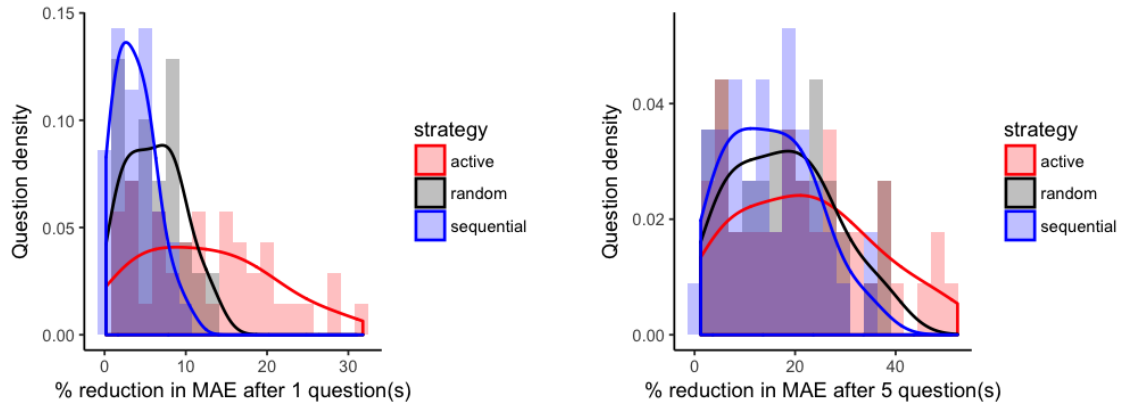 0.15
0.10
0.05
0.00
Question density
0
10
20
30
% reduction in MAE after 1 question(s)
strategy
active
random
sequential
0.04
0.02
0.00
Question density
0
20
40
% reduction in MAE after 5 question(s)
strategy
active
random
sequential